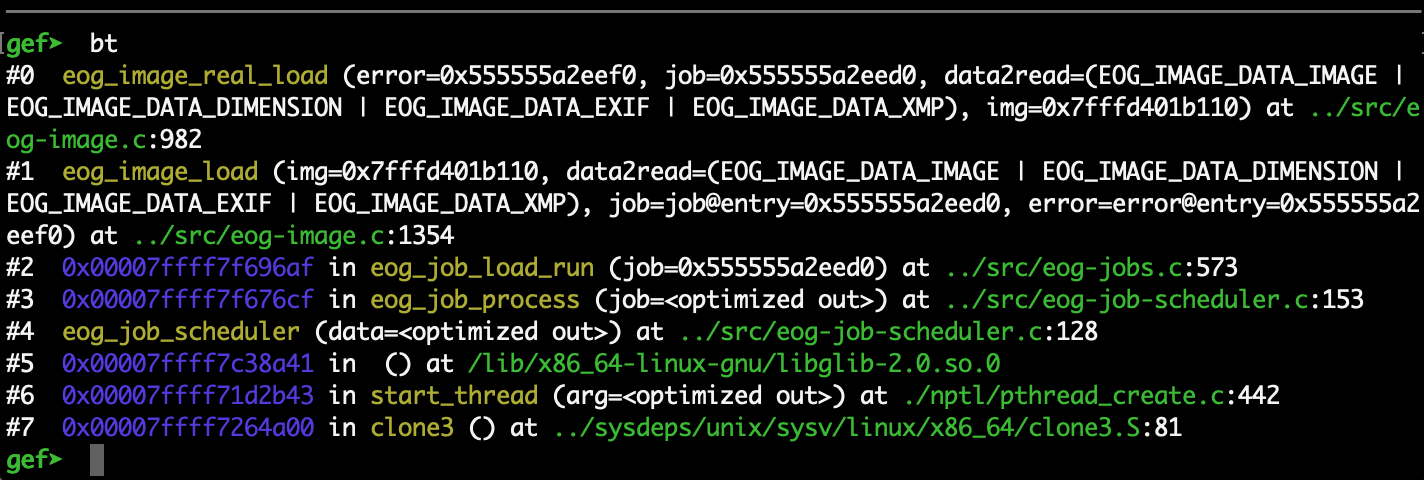 gef➤  bt
#0  eog_image_real_load (error=0x555555a2eef0, job=0x555555a2eed0, data2read=(EOG_IMAGE_DATA_IMAGE |
EOG_IMAGE_DATA_DIMENSION | EOG_IMAGE_DATA_EXIF | EOG_IMAGE_DATA_XMP), img=0x7fffd401b110) at ../src/e
og-image.c:982
#1  eog_image_load (img=0x7fffd401b110, data2read=(EOG_IMAGE_DATA_IMAGE | EOG_IMAGE_DATA_DIMENSION |
EOG_IMAGE_DATA_EXIF | EOG_IMAGE_DATA_XMP), job=job@entry=0x555555a2eed0, error=error@entry=0x555555a2
eef0) at ../src/eog-image.c:1354
#2  0x00007ffff7f696af in eog_job_load_run (job=0x555555a2eed0) at ../src/eog-jobs.c:573
#3  0x00007ffff7f676cf in eog_job_process (job=<optimized out>) at ../src/eog-job-scheduler.c:153
#4  eog_job_scheduler (data=<optimized out>) at ../src/eog-job-scheduler.c:128
#5  0x00007ffff7c38a41 in  () at /lib/x86_64-linux-gnu/libglib-2.0.so.0
#6  0x00007ffff71d2b43 in start_thread (arg=<optimized out>) at ./nptl/pthread_create.c:442
#7  0x00007ffff7264a00 in clone3 () at ../sysdeps/unix/sysv/linux/x86_64/clone3.S:81
gef➤